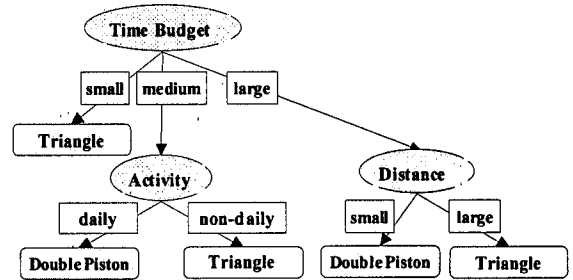 Time Budget
small medium large
Triangle
Activity Distance
daily non-daily small large
Double Piston Triangle Double Piston Triangle